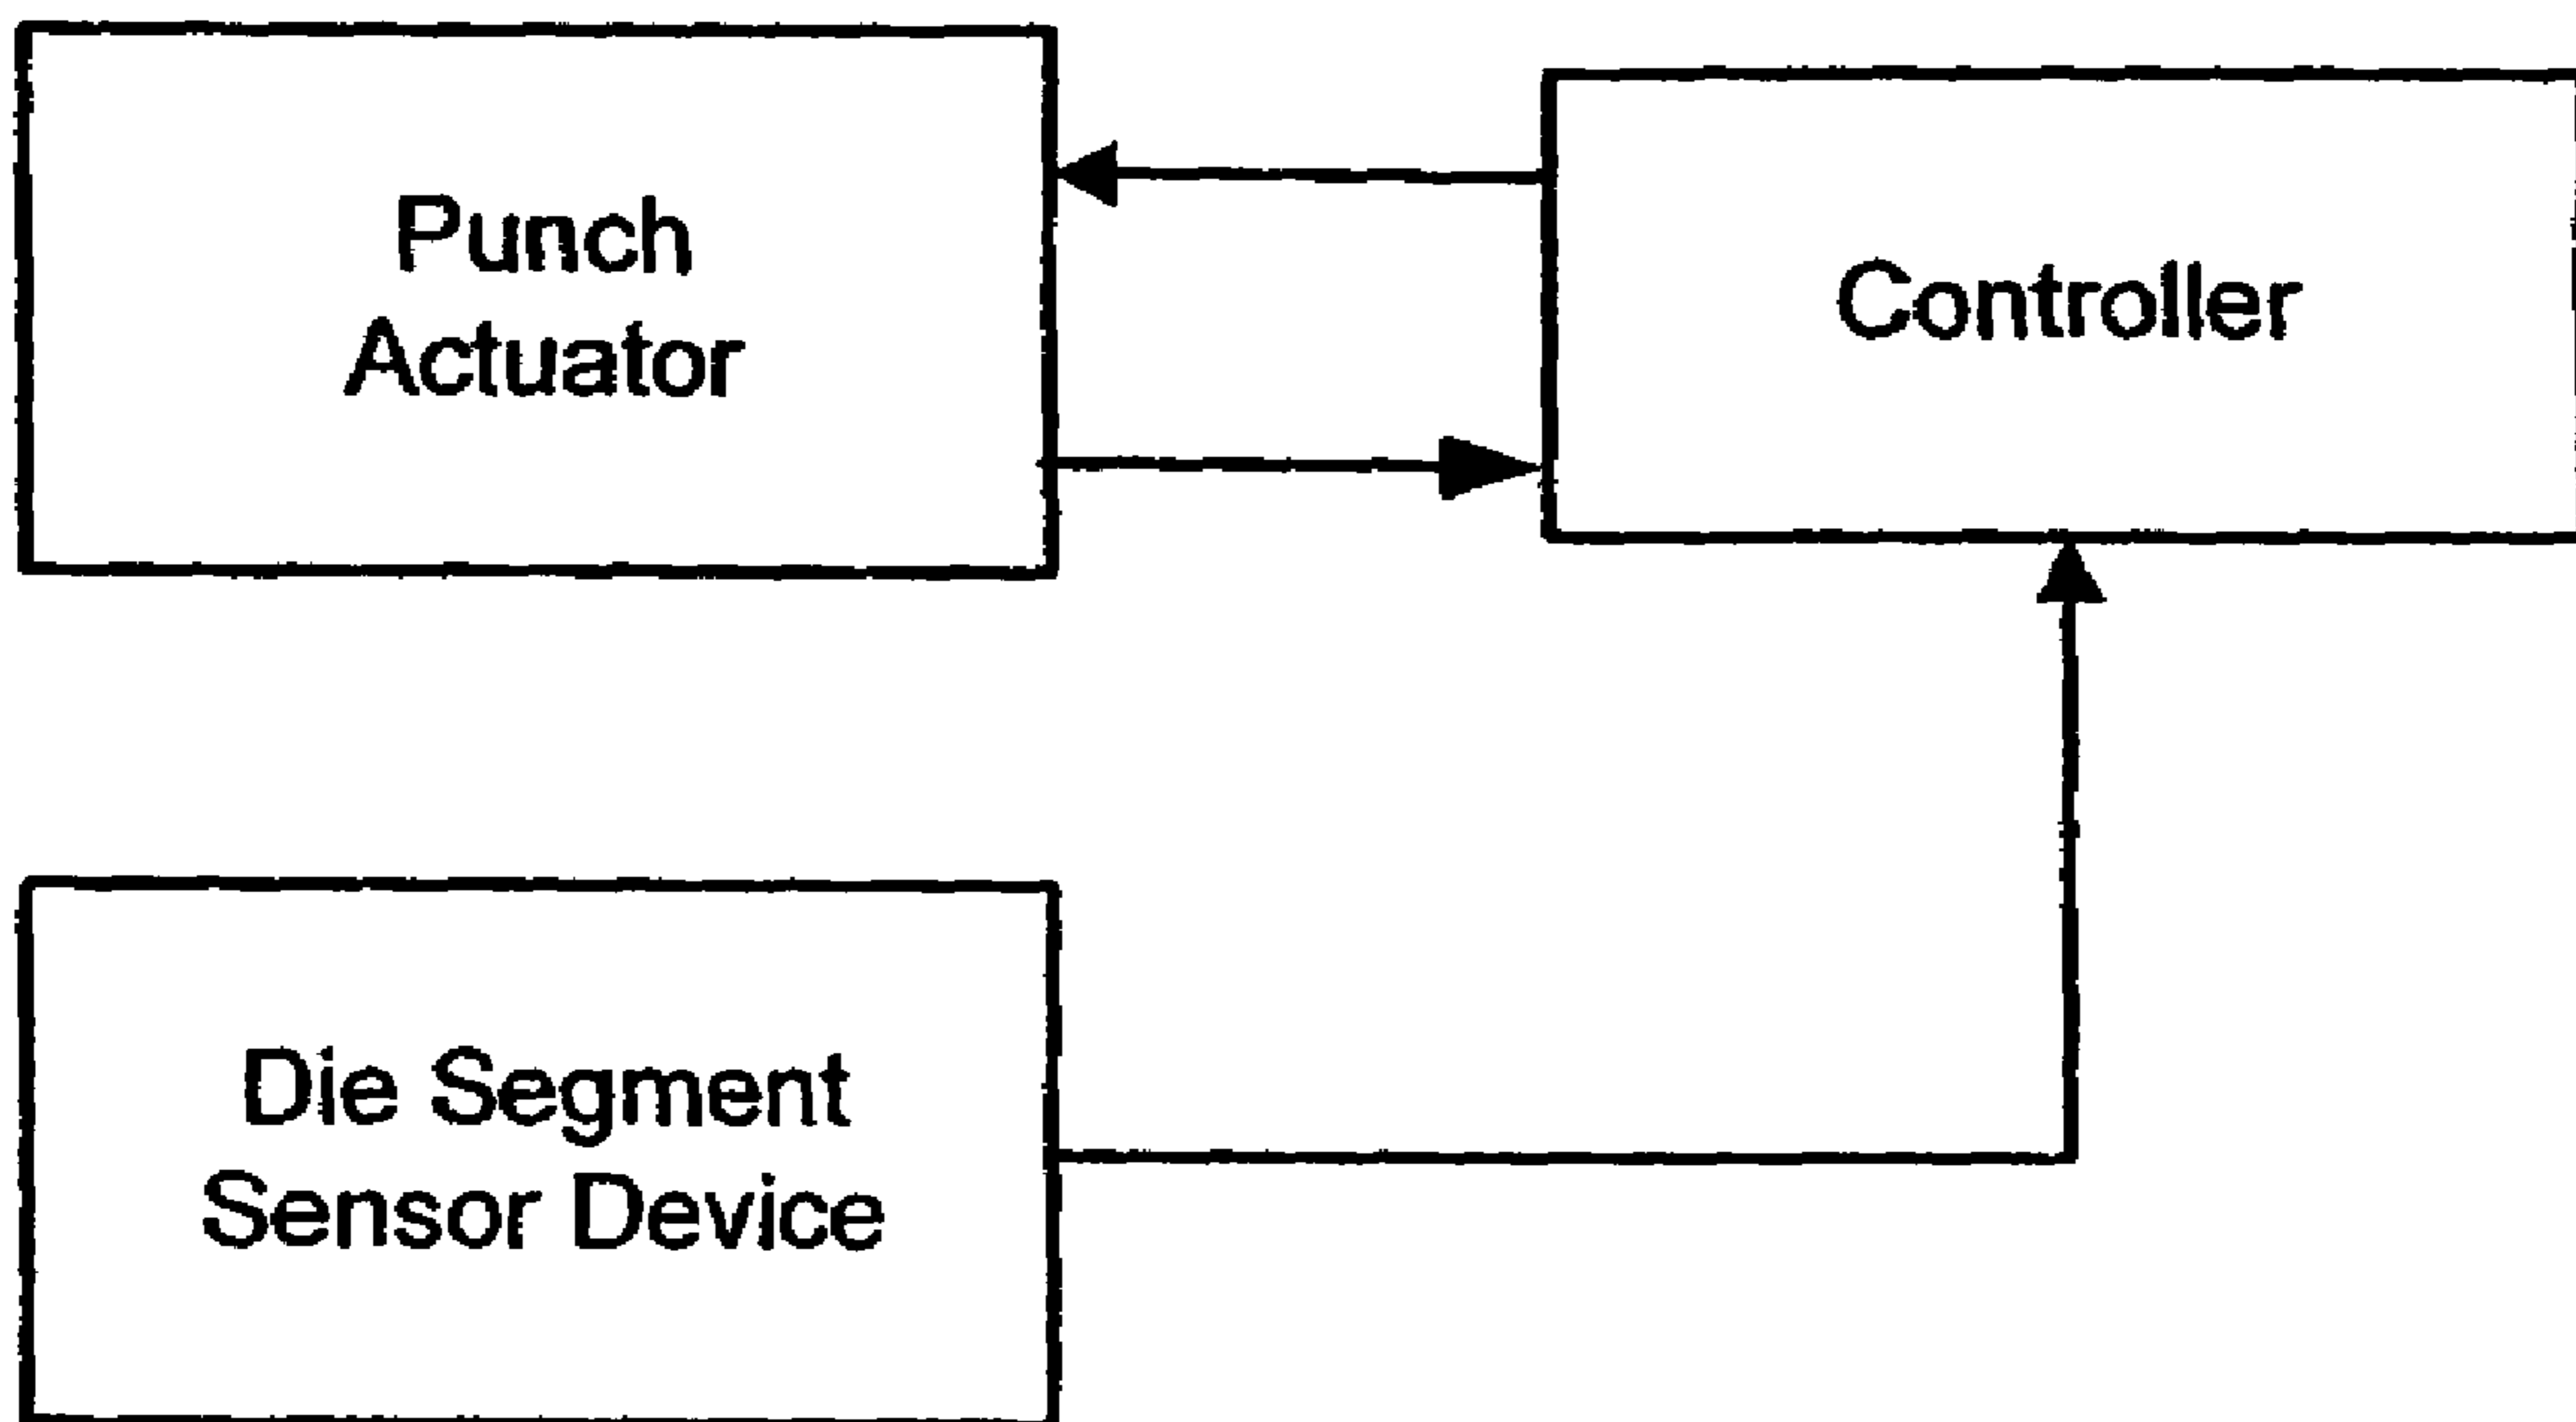 Punch
Actuator
Controller
Die Segment
Sensor Device